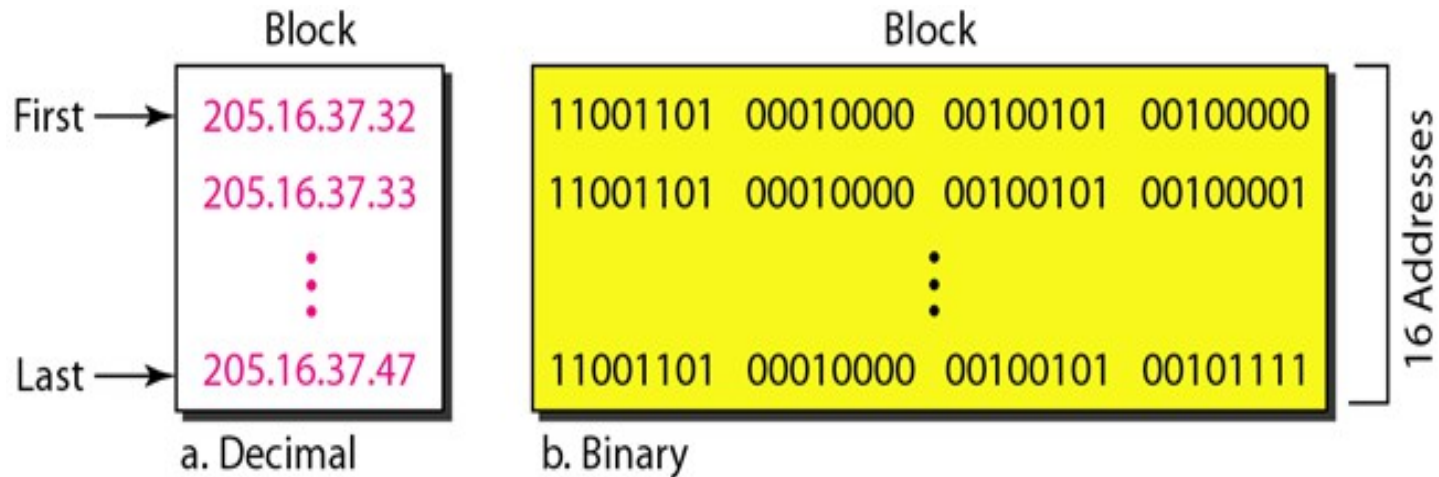 Block
Block
First
205.16.37.32
11001101 00010000 00100101 00100000
205.16.37.33
11001101 00010000 00100101 00100001
Last
205.16.37.47
11001101 00010000 00100101 00101111
16 Addresses
a. Decimal
b. Binary